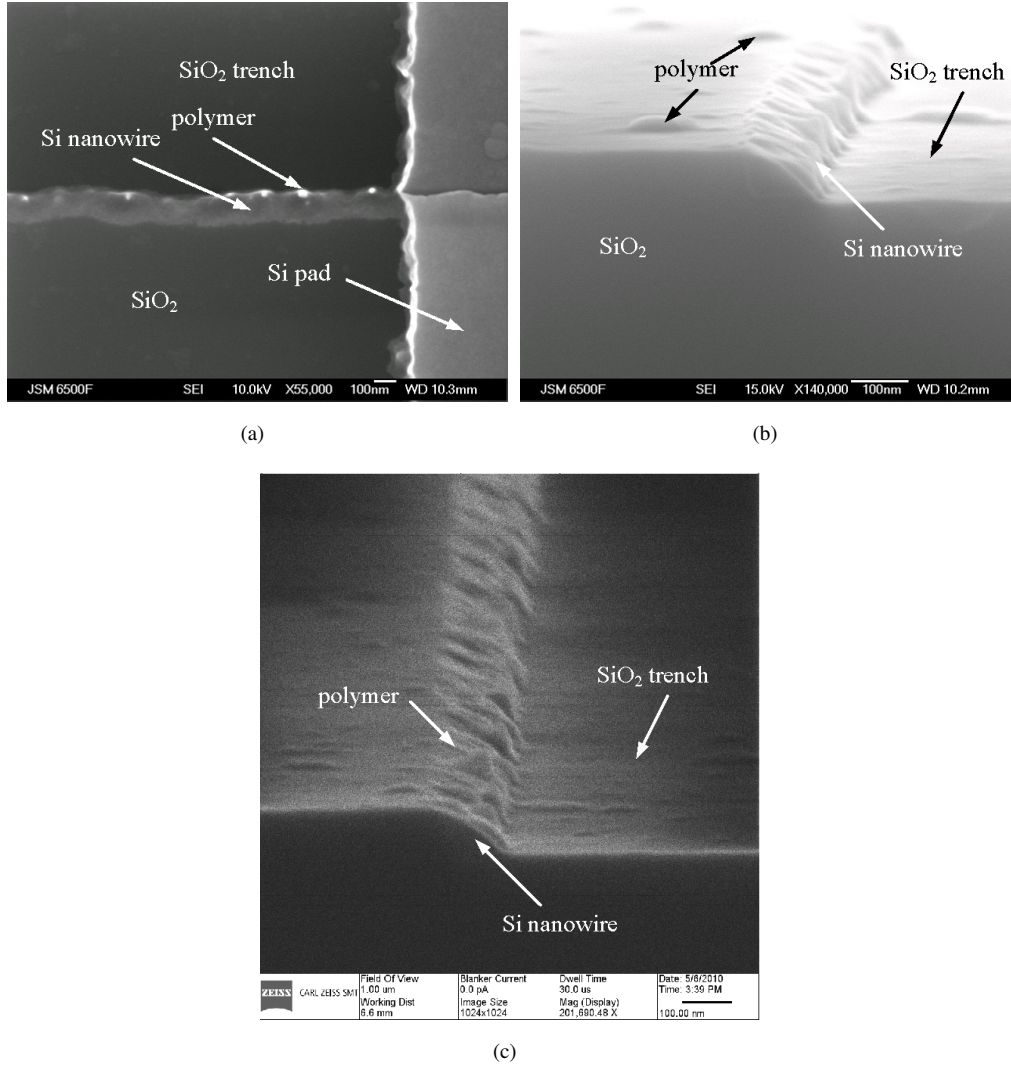 SiO₂ trench
polymer
Si nanowire
Si pad
SiO₂
JSM 6500F SEI 10.0kV X55,000 100nm WD 10.3mm
(a)
polymer
SiO₂ trench
SiO₂
Si nanowire
JSM 6500F SEI 15.0kV X140,000 100nm WD 10.2mm
(b)
SiO₂ trench
polymer
Si nanowire
ZEISS
CARL ZEISS SMT
Field Of View
1.00 um
Working Dist
6.6 mm
Blanker Current
0.0 pA
Image Size
1024x1024
Dwell Time
30.0 us
Mag (Display)
201,690.48 X
Date: 5/6/2010
Time: 3:39 PM
100.00 nm
(c)